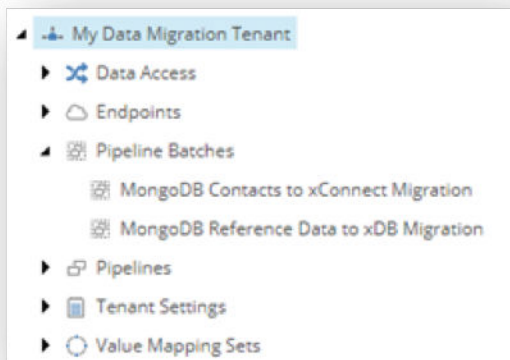 My Data Migration Tenant
Data Access
Endpoints
Pipeline Batches
MongoDB Contacts to xConnect Migration
MongoDB Reference Data to xDB Migration
Pipelines
Tenant Settings
Value Mapping Sets